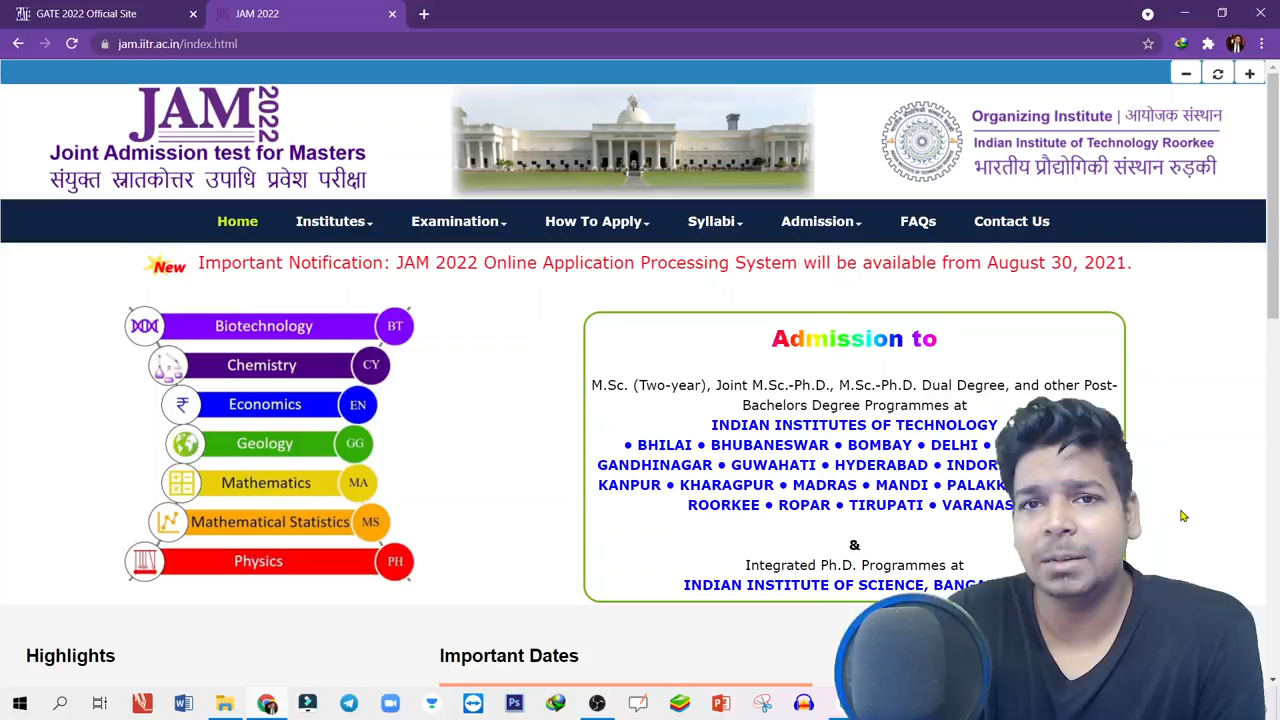 GATE 2022 Official Site
JAM 2022
jam.iitr.ac.in/index.html
JAM 2022
Joint Admission test for Masters
संयुक्त स्नातकोत्तर उपाधि प्रवेश परीक्षा
Organizing Institute | आयोजक संस्थान
Indian Institute of Technology Roorkee
भारतीय प्रौद्योगिकी संस्थान रुड़की
Home Institutes Examination How To Apply Syllabi Admission FAQs Contact Us
New Important Notification: JAM 2022 Online Application Processing System will be available from August 30, 2021.
Biotechnology BT
Chemistry CY
Economics EN
Geology GG
Mathematics MA
Mathematical Statistics MS
Physics PH
Admission to
M.Sc. (Two-year), Joint M.Sc.-Ph.D., M.Sc.-Ph.D. Dual Degree, and other Post-
Bachelors Degree Programmes at
INDIAN INSTITUTES OF TECHNOLOGY
• BHILAI • BHUBANESWAR • BOMBAY • DELHI •
GANDHINAGAR • GUWAHATI • HYDERABAD •
KANPUR • KHARAGPUR • MADRAS • MANDI •
ROORKEE • ROPAR • TIRUPATI •
&
Integrated Ph.D. Programmes at
INDIAN INSTITUTE OF SCIENCE,
Highlights
Important Dates